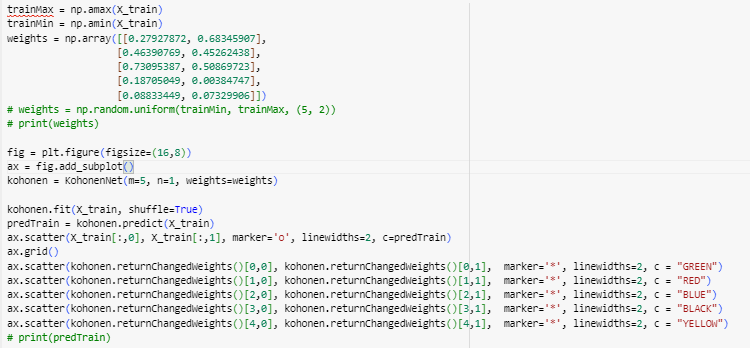 trainMax = np.amax(X_train)
trainMin = np.amin(X_train)
weights = np.array([[0.27927872, 0.68345907],
[0.46390769, 0.45262438],
[0.73095387, 0.50869723],
[0.18705049, 0.00384747],
[0.08833449, 0.07329906]])
# weights = np.random.uniform(trainMin, trainMax, (5, 2))
# print(weights)
fig = plt.figure(figsize=(16,8))
ax = fig.add_subplot()
kohonen = KohonenNet(m=5, n=1, weights=weights)
kohonen.fit(X_train, shuffle=True)
predTrain = kohonen.predict(X_train)
ax.scatter(X_train[:,0], X_train[:,1], marker='o', linewidths=2, c=predTrain)
ax.grid()
ax.scatter(kohonen.returnChangedWeights()[0,0], kohonen.returnChangedWeights()[0,1],  marker='*', linewidths=2, c = "GREEN")
ax.scatter(kohonen.returnChangedWeights()[1,0], kohonen.returnChangedWeights()[1,1],  marker='*', linewidths=2, c = "RED")
ax.scatter(kohonen.returnChangedWeights()[2,0], kohonen.returnChangedWeights()[2,1],  marker='*', linewidths=2, c = "BLUE")
ax.scatter(kohonen.returnChangedWeights()[3,0], kohonen.returnChangedWeights()[3,1],  marker='*', linewidths=2, c = "BLACK")
ax.scatter(kohonen.returnChangedWeights()[4,0], kohonen.returnChangedWeights()[4,1],  marker='*', linewidths=2, c = "YELLOW")
# print(predTrain)